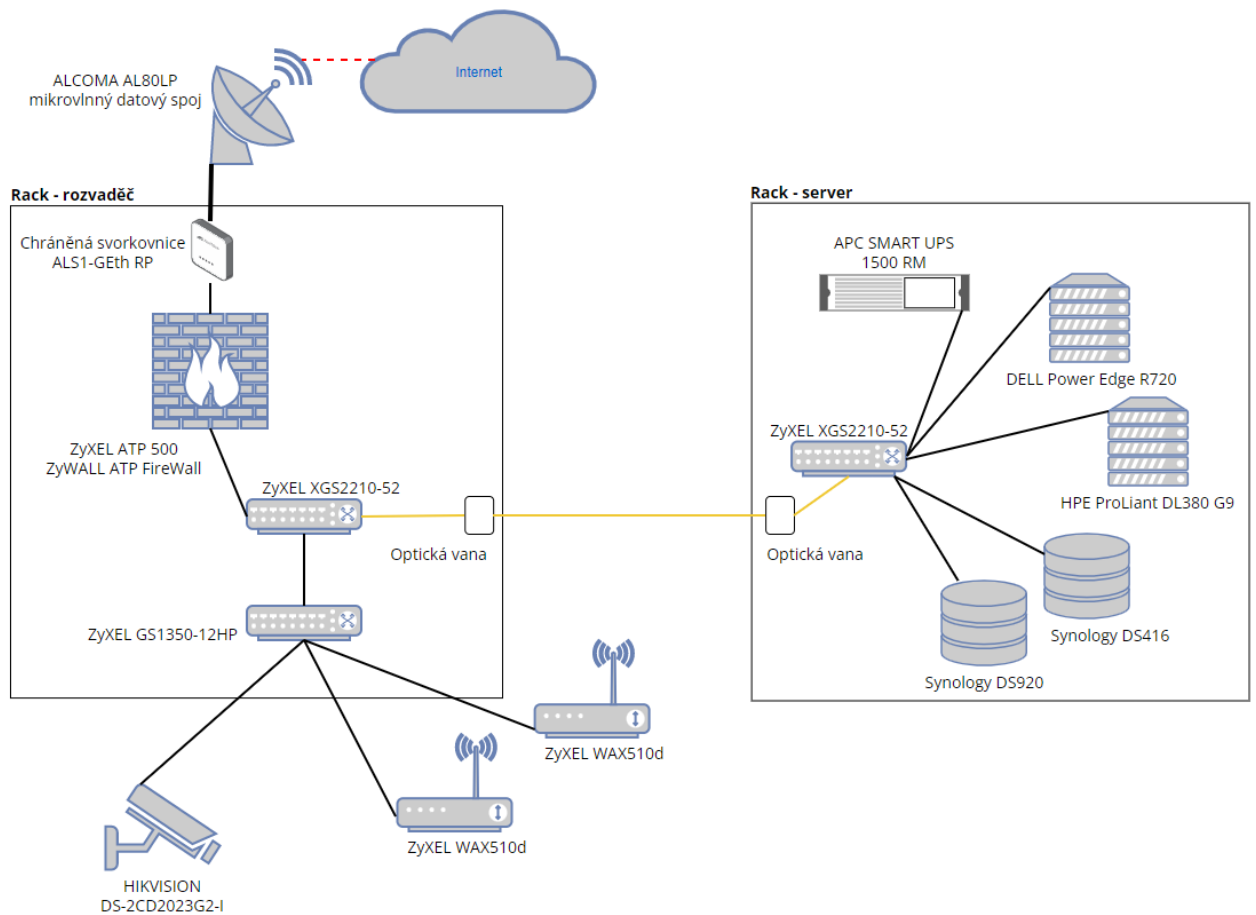 Internet
ALCOMA AL80LP
mikrovlnný datový spoj
Rack - rozvaděč
Chráněná svorkovnice
ALS1-GEth RP
ZyXEL ATP 500
ZyWALL ATP FireWall
ZyXEL XGS2210-52
Optická vana
ZyXEL GS1350-12HP
ZyXEL WAX510d
ZyXEL WAX510d
HIKVISION
DS-2CD2023G2-I
Rack - server
APC SMART UPS
1500 RM
DELL Power Edge R720
ZyXEL XGS2210-52
HPE ProLiant DL380 G9
Optická vana
Synology DS416
Synology DS920